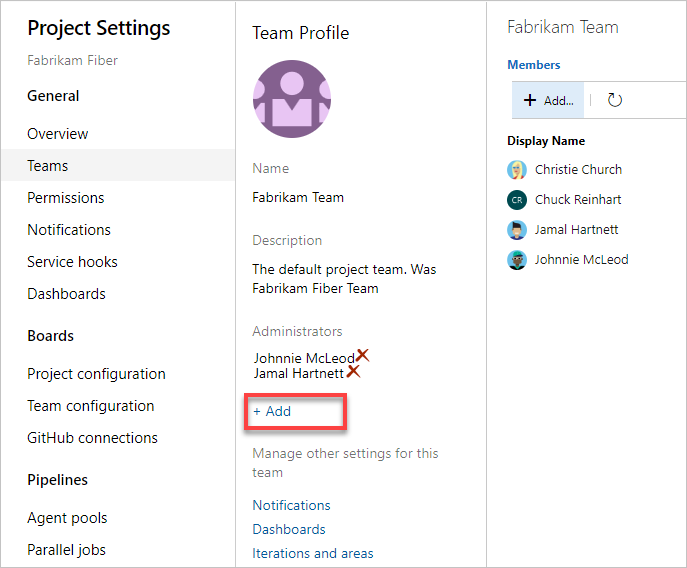 Project Settings
Fabrikam Fiber
General
Overview
Teams
Permissions
Notifications
Service hooks
Dashboards
Boards
Project configuration
Team configuration
GitHub connections
Pipelines
Agent pools
Parallel jobs
Team Profile
Name
Fabrikam Team
Description
The default project team. Was
Fabrikam Fiber Team
Administrators
Johnnie McLeod
Jamal Hartnett
+ Add
Manage other settings for this
team
Notifications
Dashboards
Iterations and areas
Fabrikam Team
Members
+ Add...
Display Name
Christie Church
CR Chuck Reinhart
Jamal Hartnett
Johnnie McLeod